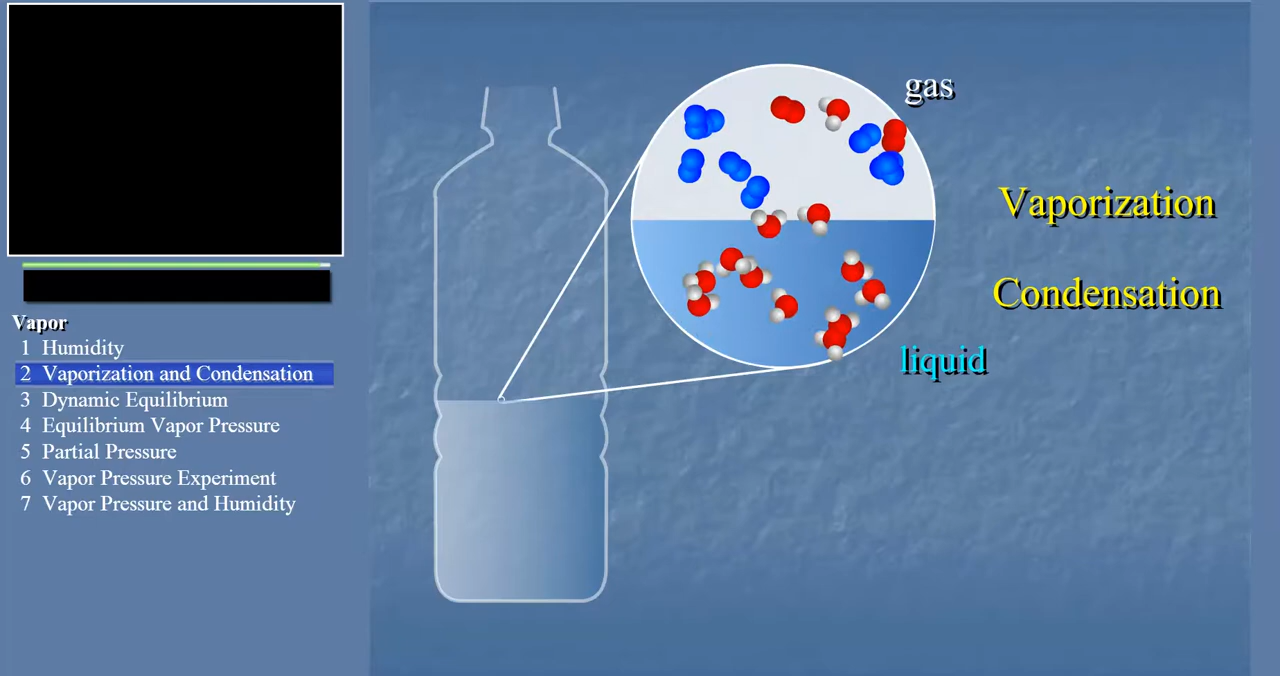 Vapor
1 Humidity
2 Vaporization and Condensation
3 Dynamic Equilibrium
4 Equilibrium Vapor Pressure
5 Partial Pressure
6 Vapor Pressure Experiment
7 Vapor Pressure and Humidity
gas
Vaporization
Condensation
liquid